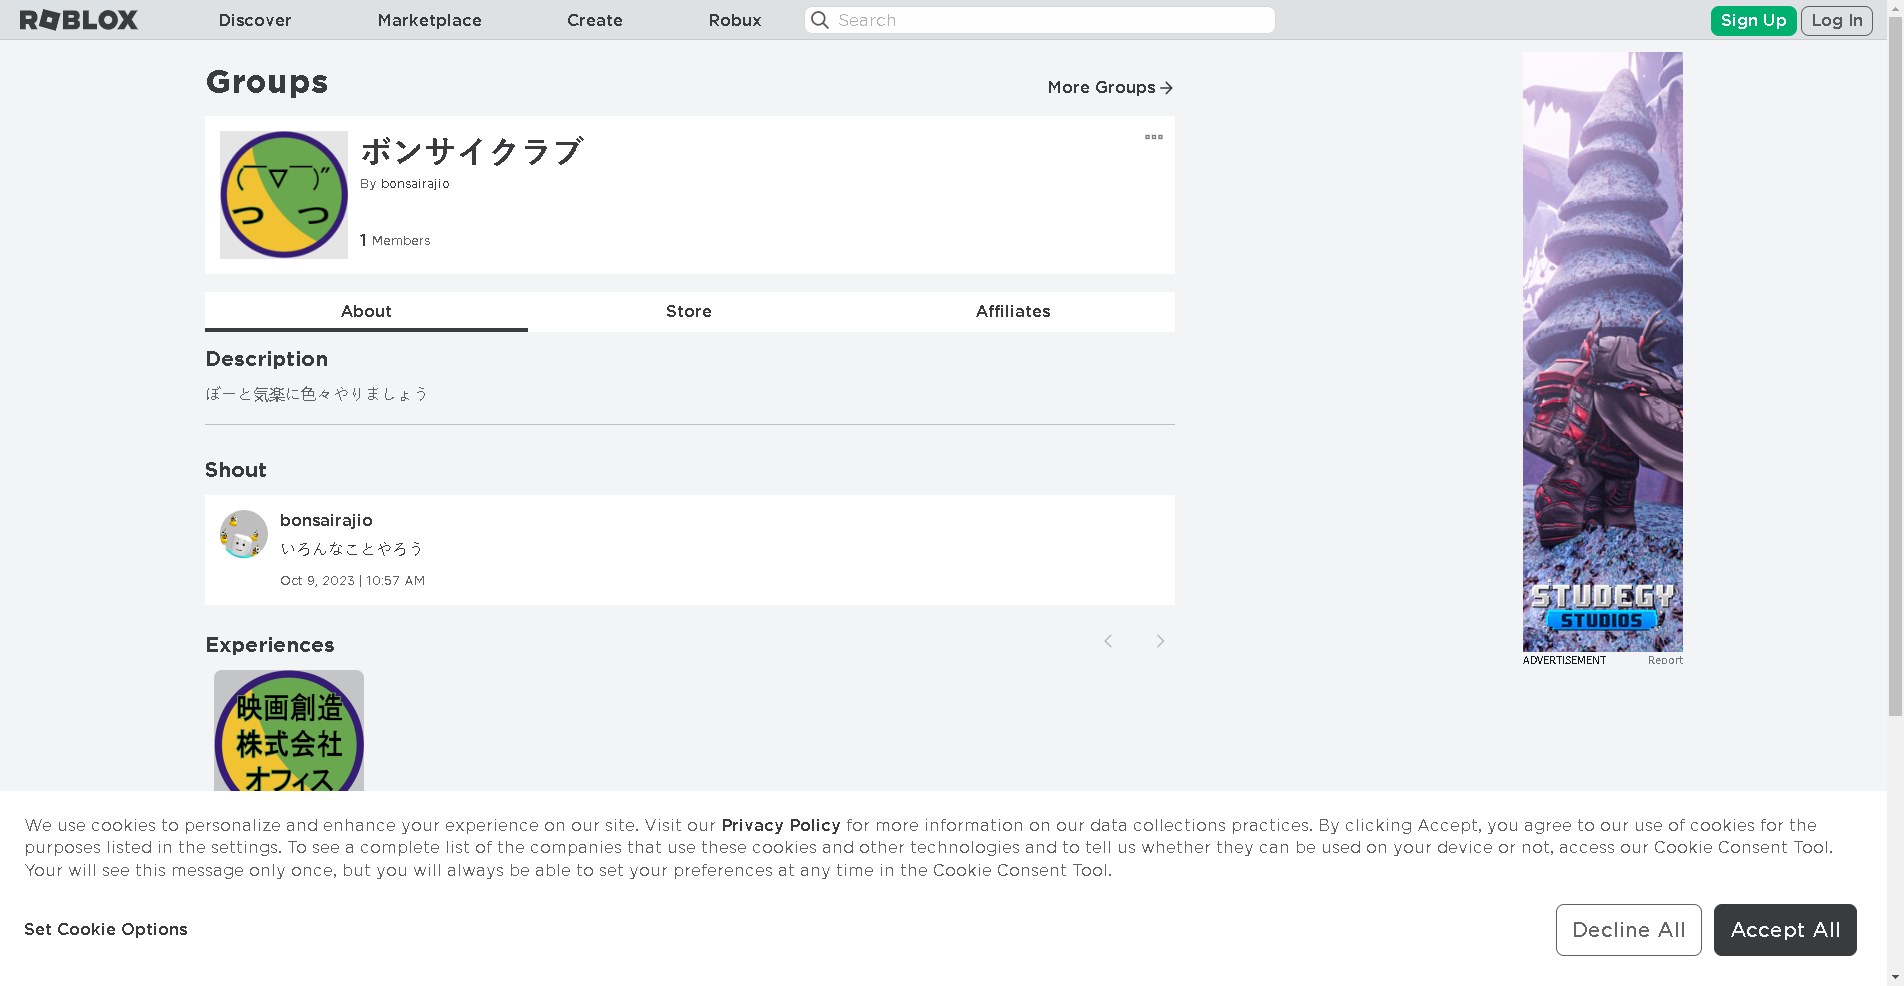 ROBLOX
Discover
Marketplace
Create
Robux
Search
Sign Up
Log In
Groups
More Groups
ボンサイクラブ
By bonsairajio
1 Members
About
Store
Affiliates
Description
ぼーと気楽に色々やりましょう
Shout
bonsairajio
いろんなことやろう
Oct 9, 2023 | 10:57 AM
Experiences
映画創造
株式会社
オフィス
STUDEGY
STUDIOS
ADVERTISEMENT
Report
We use cookies to personalize and enhance your experience on our site. Visit our Privacy Policy for more information on our data collections practices. By clicking Accept, you agree to our use of cookies for the
purposes listed in the settings. To see a complete list of the companies that use these cookies and other technologies and to tell us whether they can be used on your device or not, access our Cookie Consent Tool.
Your will see this message only once, but you will always be able to set your preferences at any time in the Cookie Consent Tool.
Set Cookie Options
Decline All
Accept All